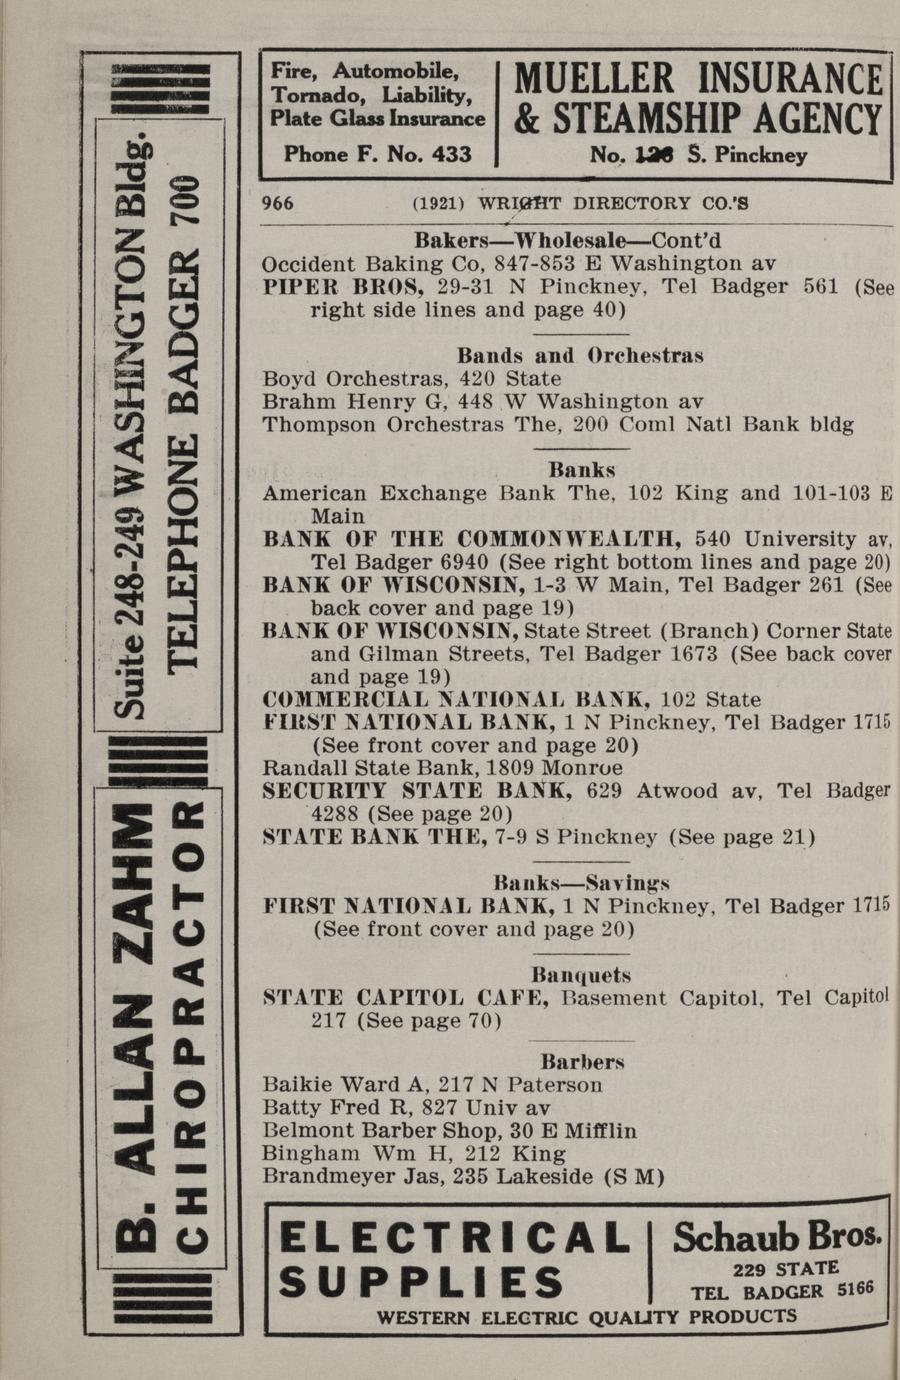 Fire, Automobile,
Tornado, Liability,
Plate Glass Insurance
Phone F. No. 433
MUELLER INSURANCE
& STEAMSHIP AGENCY
No. S. Pinckney
966 (1921) WRIGHT DIRECTORY CO.'S
Bakers—Wholesale—Cont'd
Occident Baking Co, 847-853 E Washington av
PIPER BROS, 29-31 N Pinckney, Tel Badger 561 (See
right side lines and page 40)
Bands and Orchestras
Boyd Orchestras, 420 State
Brahm Henry G, 448 W Washington av
Thompson Orchestras The, 200 Coml Natl Bank bldg
Banks
American Exchange Bank The, 102 King and 101-103 E
Main
BANK OF THE COMMONWEALTH, 540 University av,
Tel Badger 6940 (See right bottom lines and page 20)
BANK OF WISCONSIN, 1-3 W Main, Tel Badger 261 (See
back cover and page 19)
BANK OF WISCONSIN, State Street (Branch) Corner State
and Gilman Streets, Tel Badger 1673 (See back cover
and page 19)
COMMERCIAL NATIONAL BANK, 102 State
FIRST NATIONAL BANK, 1 N Pinckney, Tel Badger 1715
(See front cover and page 20)
Randall State Bank, 1809 Monroe
SECURITY STATE BANK, 629 Atwood av, Tel Badger
4288 (See page 20)
STATE BANK THE, 7-9 S Pinckney (See page 21)
Banks—Savings
FIRST NATIONAL BANK, 1 N Pinckney, Tel Badger 1715
(See front cover and page 20)
Banquets
STATE CAPITOL CAFE, Basement Capitol, Tel Capitol
217 (See page 70)
Barbers
Baikie Ward A, 217 N Paterson
Batty Fred R, 827 Univ av
Belmont Barber Shop, 30 E Mifflin
Bingham Wm H, 212 King
Brandmeyer Jas, 235 Lakeside (S M)
B. ALLAN ZAHM
CHIROPRACTOR
Suite 248-249 WASHINGTON Bldg.
TELEPHONE BADGER 700
ELECTRICAL
SUPPLIES
Schaub Bros.
229 STATE
TEL BADGER 5166
WESTERN ELECTRIC QUALITY PRODUCTS